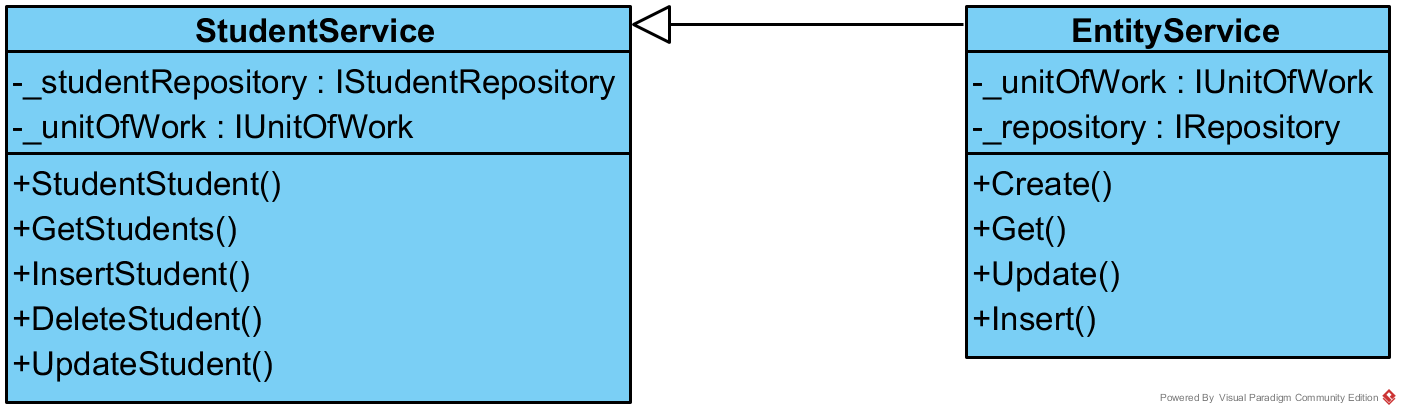 StudentService
-_studentRepository : IStudentRepository
-_unitOfWork : IUnitOfWork
+StudentStudent()
+GetStudents()
+InsertStudent()
+DeleteStudent()
+UpdateStudent()
EntityService
-_unitOfWork : IUnitOfWork
-_repository : IRepository
+Create()
+Get()
+Update()
+Insert()
Powered By Visual Paradigm Community Edition